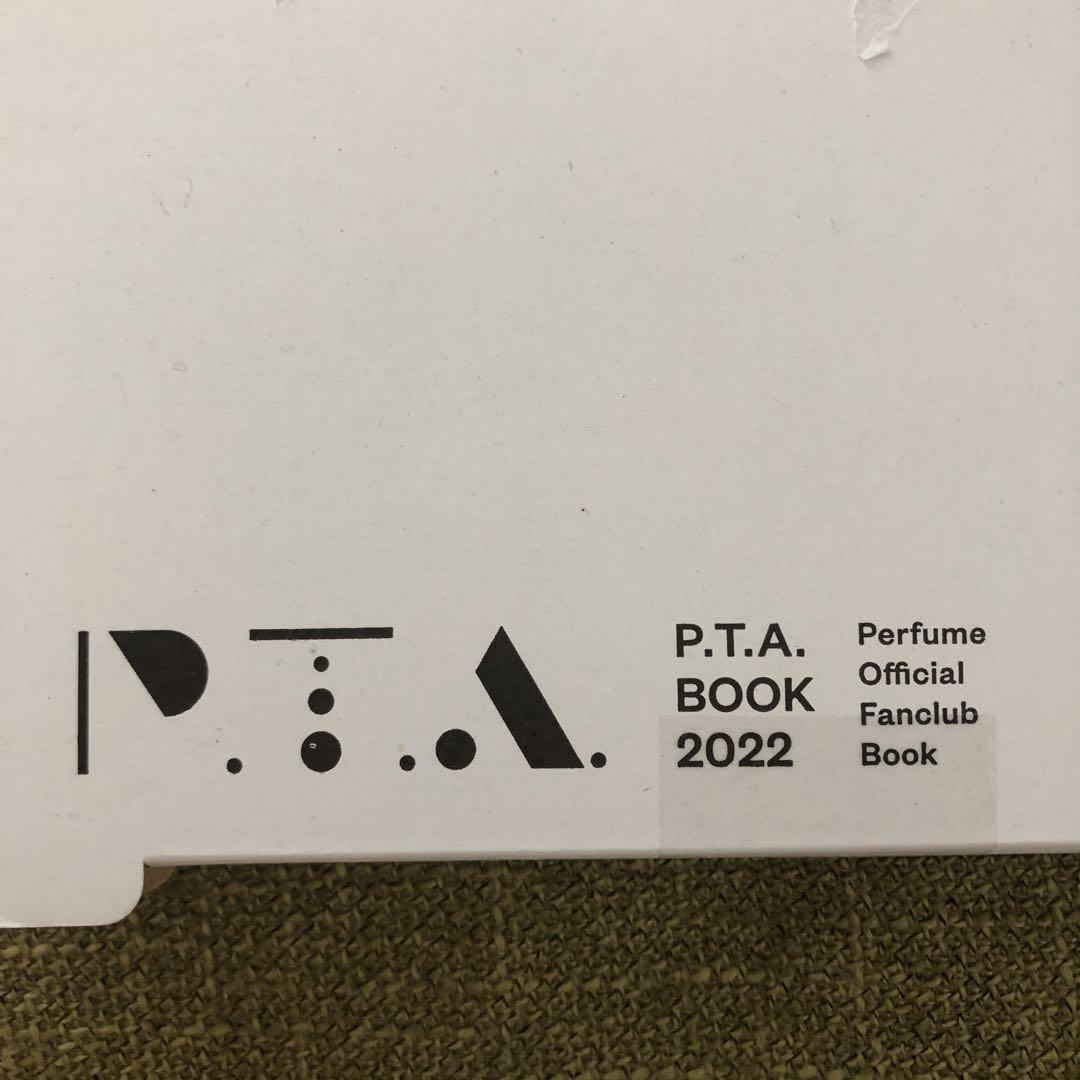 P.T.A.
P.T.A.
BOOK
2022
Perfume
Official
Fanclub
Book